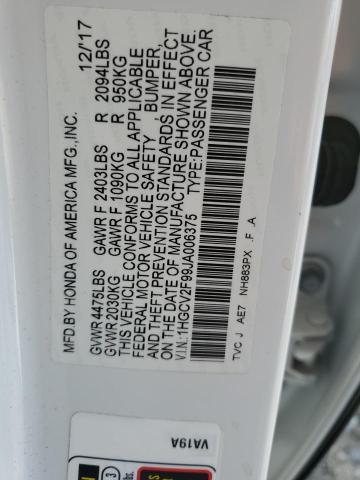 MFD.BY HONDA OF AMERICA MFG.,INC. 12/'17
GVWR 4475LBS GAWR F 2403LBS R 2094LBS
GVWR 2030KG GAWR F 1090KG R 950KG
THIS VEHICLE CONFORMS TO ALL APPLICABLE
FEDERAL MOTOR VEHICLE SAFETY BUMPER,
AND THEFT PREVENTION STANDARDS IN EFFECT
ON THE DATE OF MANUFACTURE SHOWN ABOVE.
V.I.N.:1HGCV2F99JA006375 TYPE:PASSENGER CAR
TVC J AE7 NH883PX F A
VA19A
3